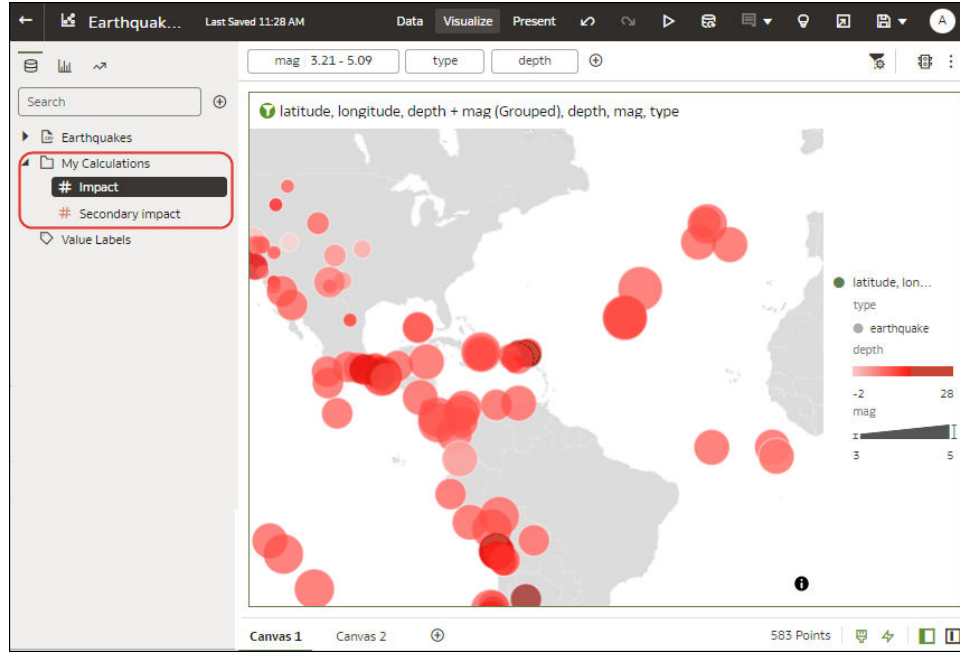 Earthquak... Last Saved 11:28 AM Data Visualize Present A
mag 3.21 - 5.09 type depth
Search
Earthquakes
My Calculations
# Impact
# Secondary impact
Value Labels
latitude, longitude, depth + mag (Grouped), depth, mag, type
latitude, lon...
type
earthquake
depth
-2 28
mag
3 5
Canvas 1 Canvas 2 583 Points